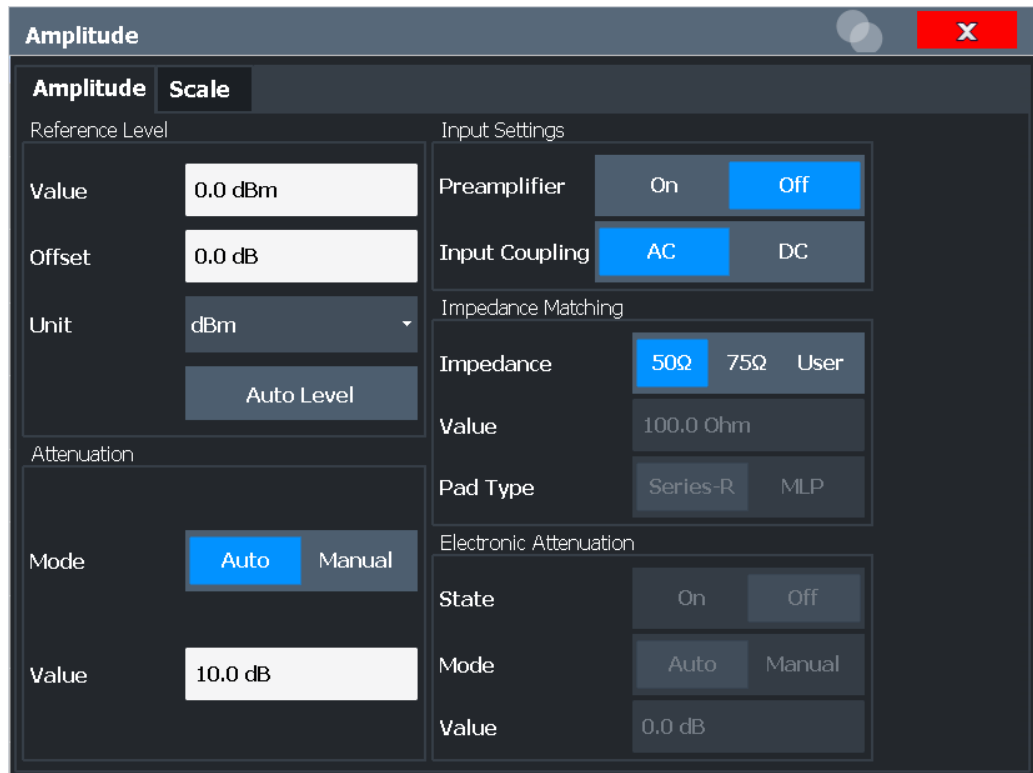 Amplitude
X
Amplitude Scale
Reference Level
Value 0.0 dBm
Offset 0.0 dB
Unit dBm
Auto Level
Attenuation
Mode Auto Manual
Value 10.0 dB
Input Settings
Preamplifier On Off
Input Coupling AC DC
Impedance Matching
Impedance 50Ω 75Ω User
Value 100.0 Ohm
Pad Type Series-R MLP
Electronic Attenuation
State On Off
Mode Auto Manual
Value 0.0 dB